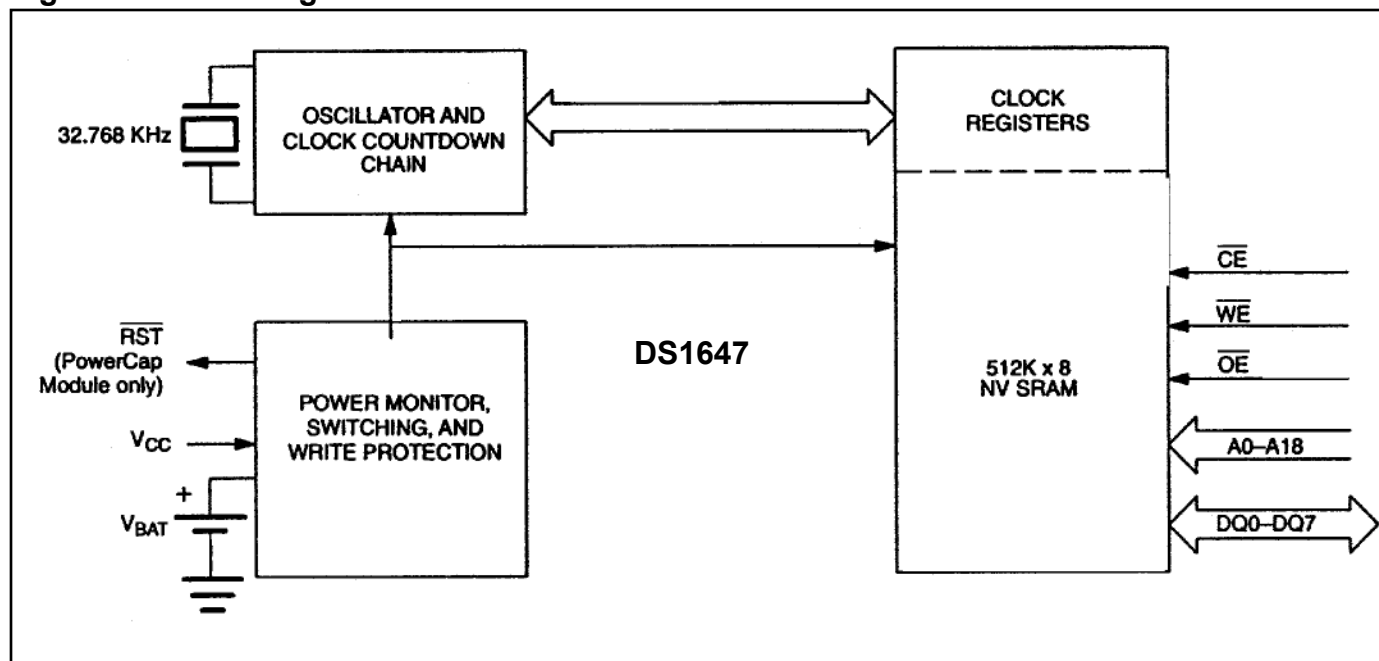 OSCILLATOR AND
CLOCK COUNTDOWN
CHAIN
32.768 KHz
CLOCK
REGISTERS
CE
WE
OE
A0–A18
DQ0–DQ7
512K x 8
NV SRAM
DS1647
RST
(PowerCap
Module only)
VCC
+
VBAT
POWER MONITOR,
SWITCHING, AND
WRITE PROTECTION